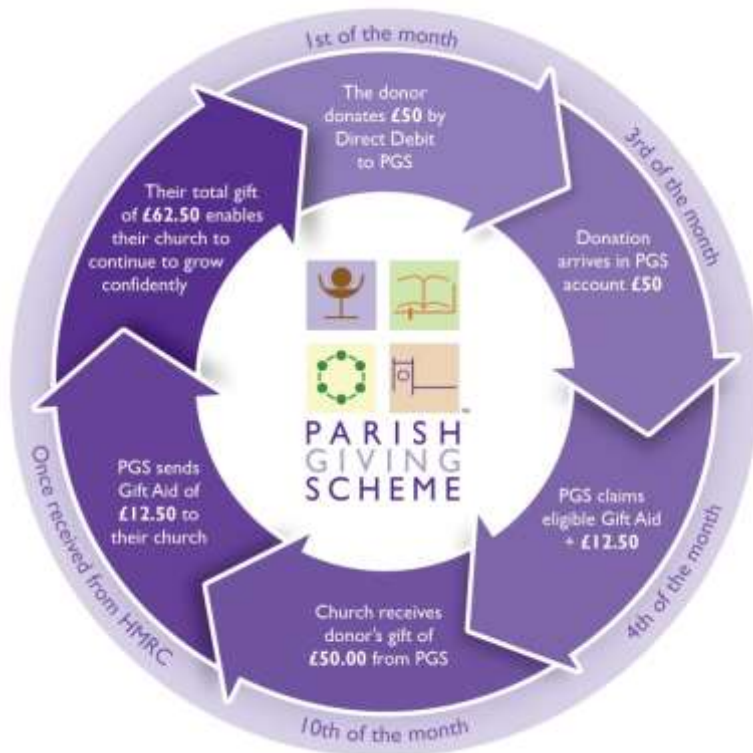 1st of the month
The donor
donates £50 by
Direct Debit
to PGS
3rd of the month
Donation
arrives in PGS
account £50
4th of the month
PGS claims
eligible Gift Aid
+ £12.50
10th of the month
Church receives
donor's gift of
£50.00 from PGS
Once received from HMRC
PGS sends
Gift Aid of
£12.50 to
their church
Their total gift
of £62.50 enables
their church to
continue to grow
confidently
PARISH
GIVING
SCHEME